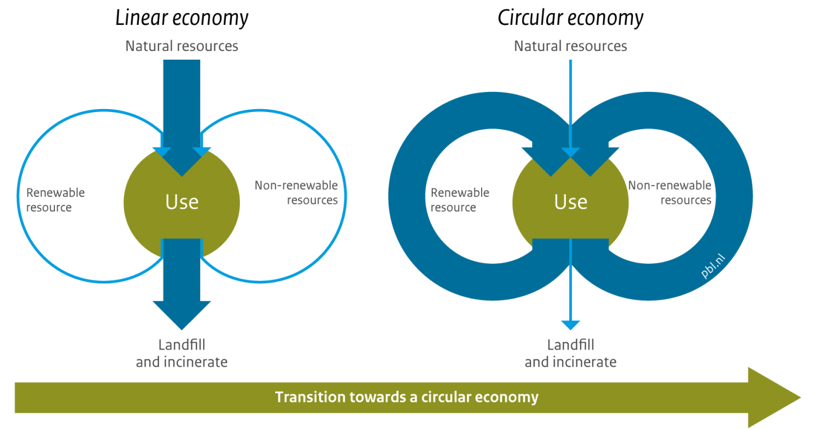 Linear economy
Natural resources
Renewable
resource
Use
Non-renewable
resources
Landfill
and incinerate
Circular economy
Natural resources
Renewable
resource
Use
Non-renewable
resources
pbl.nl
Landfill
and incinerate
Transition towards a circular economy